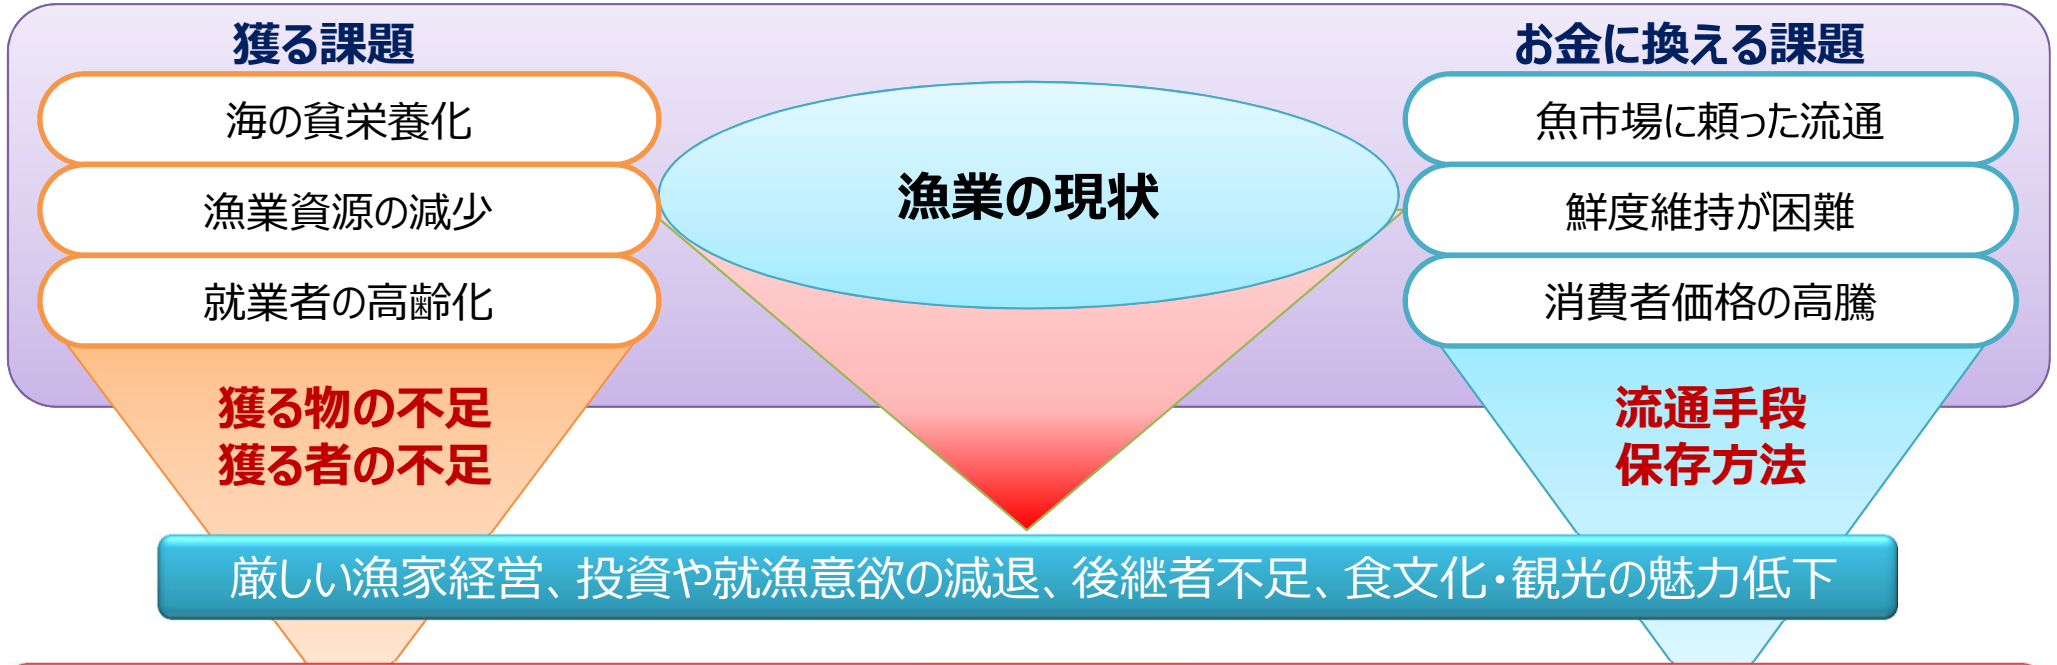 獲る課題
海の貧栄養化
漁業資源の減少
就業者の高齢化
獲る物の不足
獲る者の不足
漁業の現状
お金に換える課題
魚市場に頼った流通
鮮度維持が困難
消費者価格の高騰
流通手段
保存方法
厳しい漁家経営、投資や就漁意欲の減退、後継者不足、食文化・観光の魅力低下